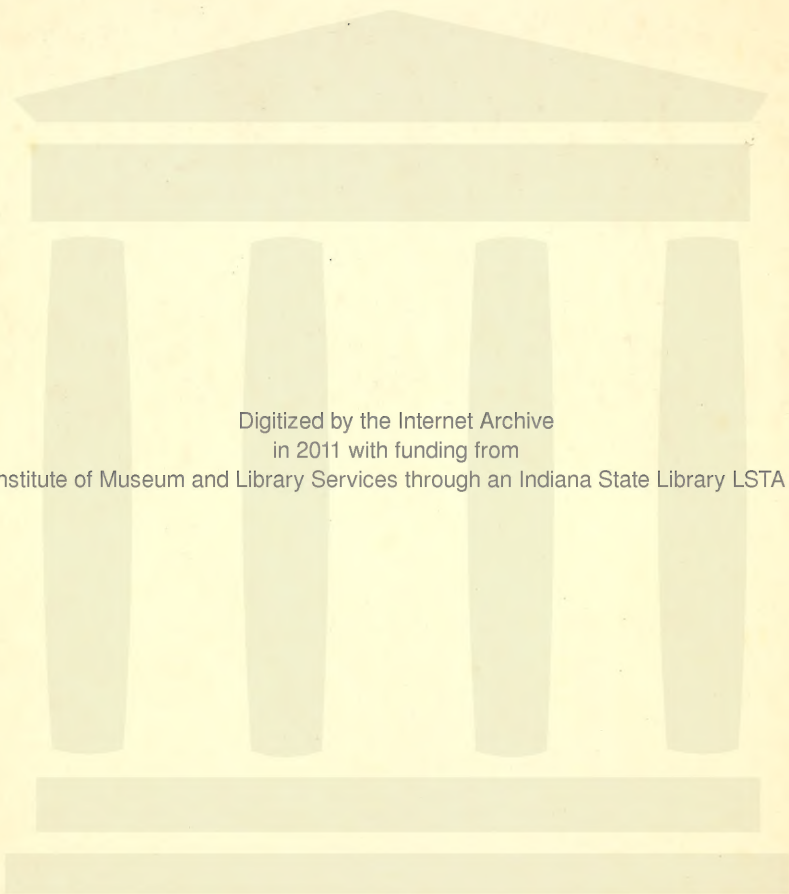 Digitized by the Internet Archive
in 2011 with funding from
nstitute of Museum and Library Services through an Indiana State Library LSTA